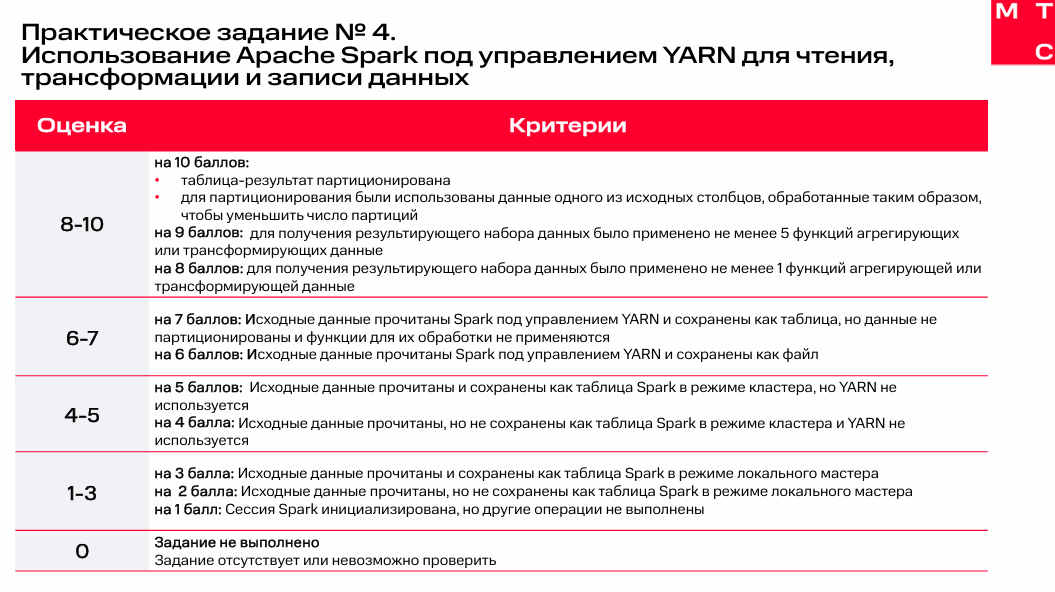 Практическое задание № 4.
Использование Apache Spark под управлением YARN для чтения,
трансформации и записи данных
М Т
С
Оценка
Критерии
8-10
на 10 баллов:
• таблица-результат партиционирована
• для партиционирования были использованы данные одного из исходных столбцов, обработанные таким образом,
чтобы уменьшить число партиций
на 9 баллов: для получения результирующего набора данных было применено не менее 5 функций агрегирующих
или трансформирующих данные
на 8 баллов: для получения результирующего набора данных было применено не менее 1 функций агрегирующей или
трансформирующей данные
6-7
на 7 баллов: Исходные данные прочитаны Spark под управлением YARN и сохранены как таблица, но данные не
партиционированы и функции для их обработки не применяются
на 6 баллов: Исходные данные прочитаны Spark под управлением YARN и сохранены как файл
4-5
на 5 баллов: Исходные данные прочитаны и сохранены как таблица Spark в режиме кластера, но YARN не
используется
на 4 балла: Исходные данные прочитаны, но не сохранены как таблица Spark в режиме кластера и YARN не
используется
1-3
на 3 балла: Исходные данные прочитаны и сохранены как таблица Spark в режиме локального мастера
на 2 балла: Исходные данные прочитаны, но не сохранены как таблица Spark в режиме локального мастера
на 1 балл: Сессия Spark инициализирована, но другие операции не выполнены
0
Задание не выполнено
Задание отсутствует или невозможно проверить